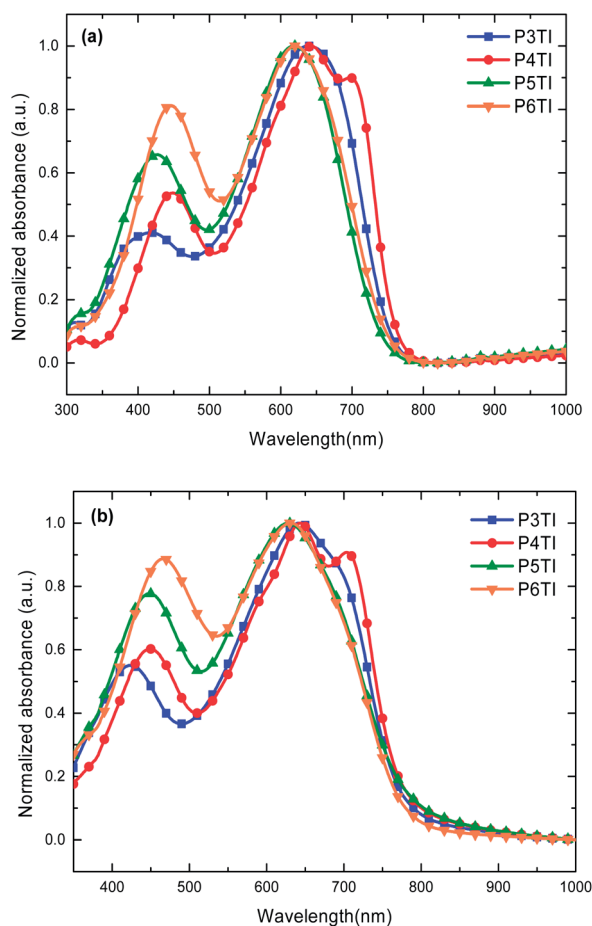 (a)
P3TI
P4TI
P5TI
P6TI
Normalized absorbance (a.u.)
1.0
0.8
0.6
0.4
0.2
0.0
300 400 500 600 700 800 900 1000
Wavelength(nm)
(b)
P3TI
P4TI
P5TI
P6TI
Normalized absorbance (a.u.)
1.0
0.8
0.6
0.4
0.2
0.0
400 500 600 700 800 900 1000
Wavelength(nm)